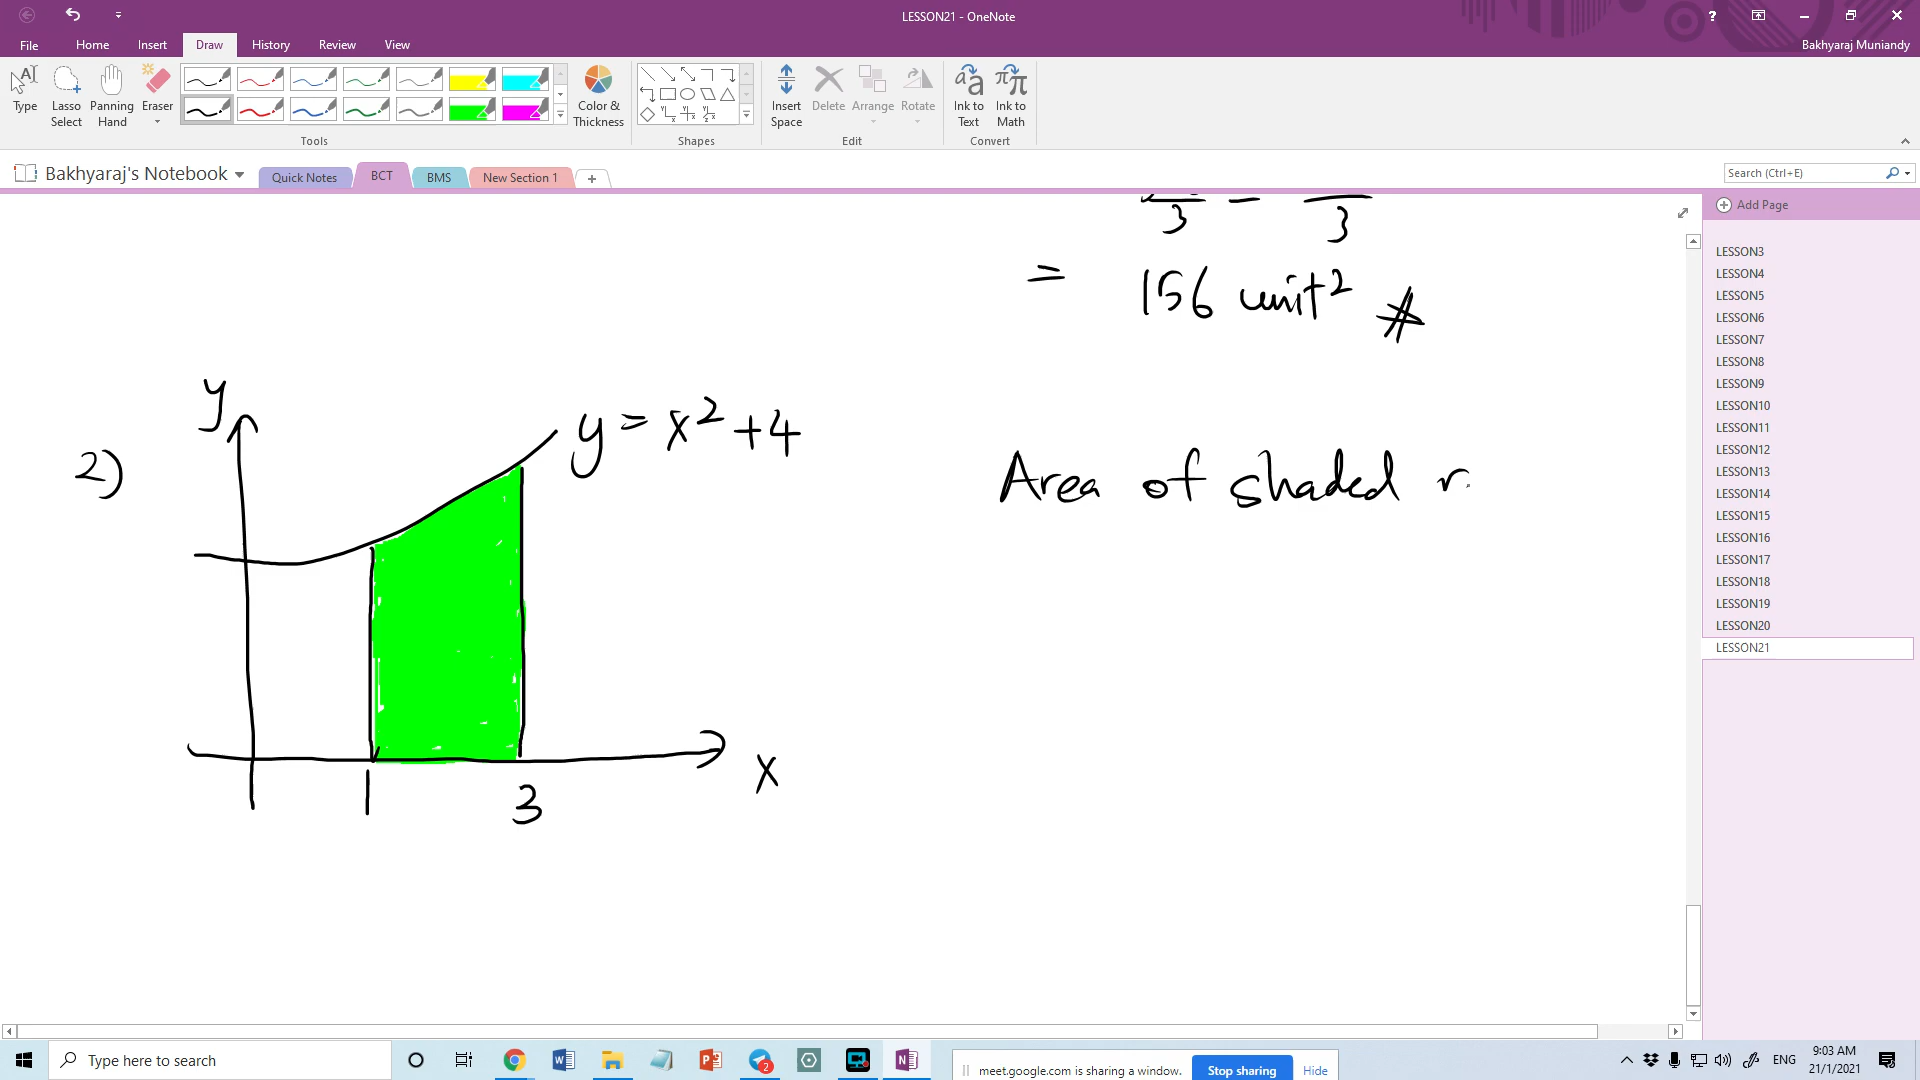 LESSON21 - OneNote
File Home Insert Draw History Review View
Bakhyaraj Muniandy
Type
Lasso Select
Panning Hand
Eraser
Color & Thickness
Insert Space
Delete
Arrange
Rotate
Ink to Text
Ink to Math
Tools
Shapes
Edit
Convert
Bakhyaraj's Notebook
Quick Notes
BCT
BMS
New Section 1
Search (Ctrl+E)
Add Page
LESSON3
LESSON4
LESSON5
LESSON6
LESSON7
LESSON8
LESSON9
LESSON10
LESSON11
LESSON12
LESSON13
LESSON14
LESSON15
LESSON16
LESSON17
LESSON18
LESSON19
LESSON20
LESSON21
3 − 3
= 156 unit² #
2)
y
y = x² + 4
1
3
x
Area of shaded r
Type here to search
meet.google.com is sharing a window.
Stop sharing
Hide
ENG
9:03 AM
21/1/2021